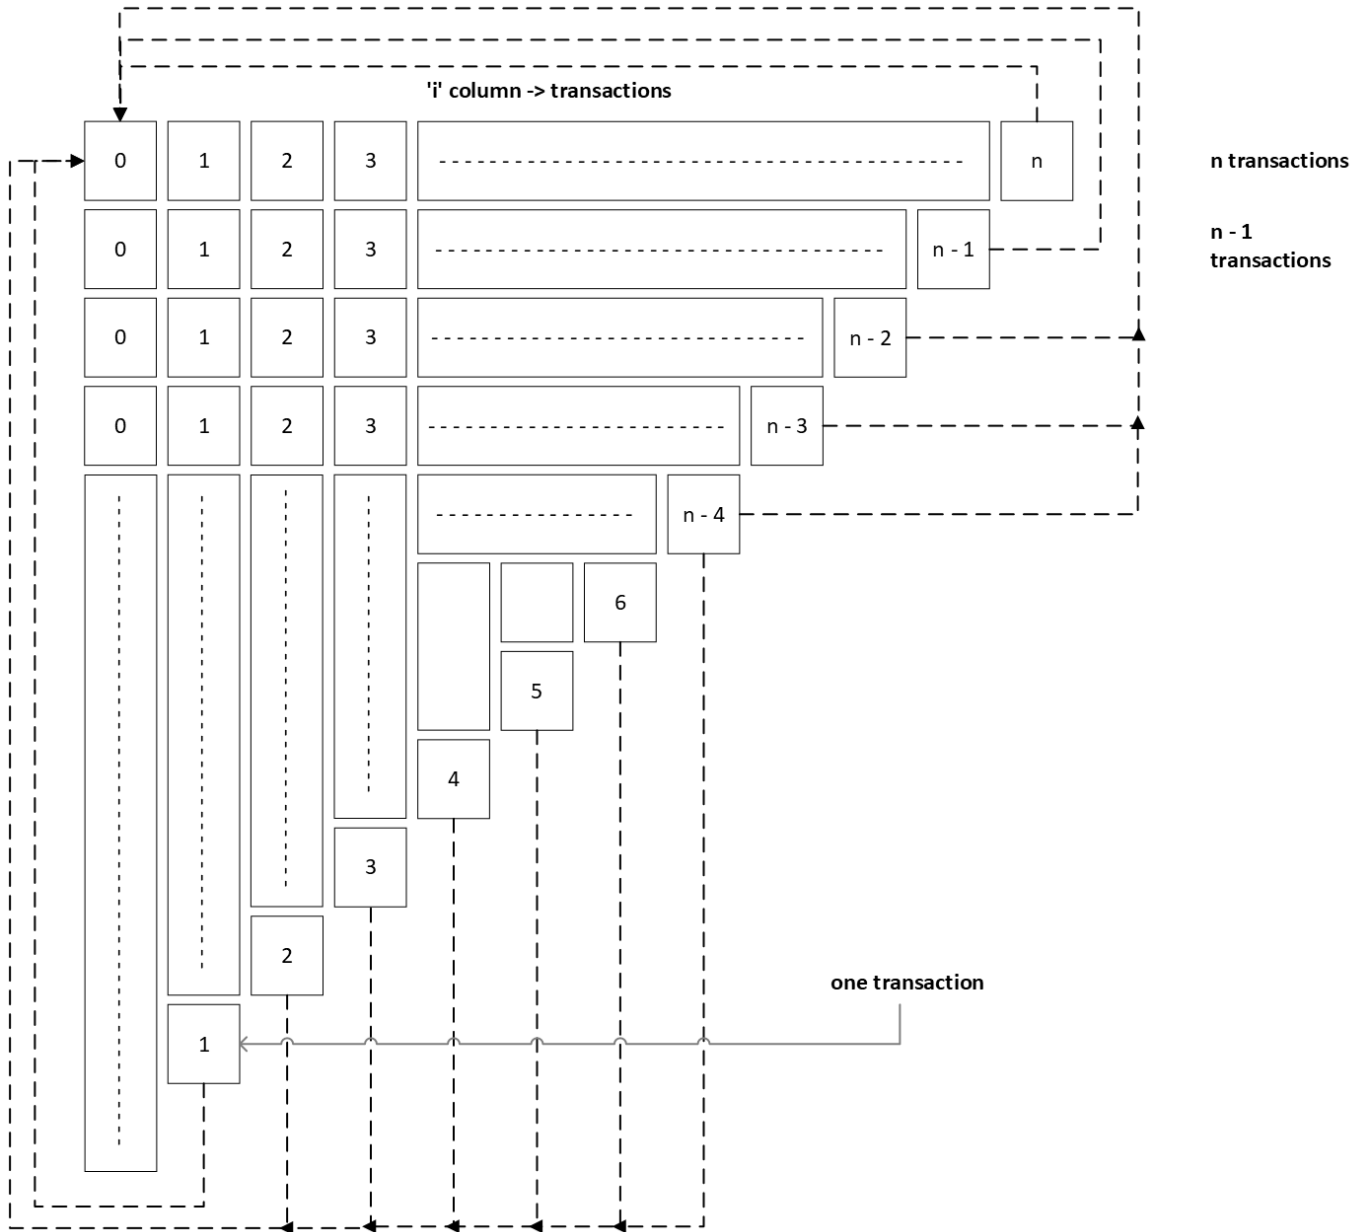 'i' column -> transactions
0 1 2 3 n
n transactions
0 1 2 3 n - 1
n - 1
transactions
0 1 2 3 n - 2
0 1 2 3 n - 3
n - 4
6
5
4
3
2
one transaction
1